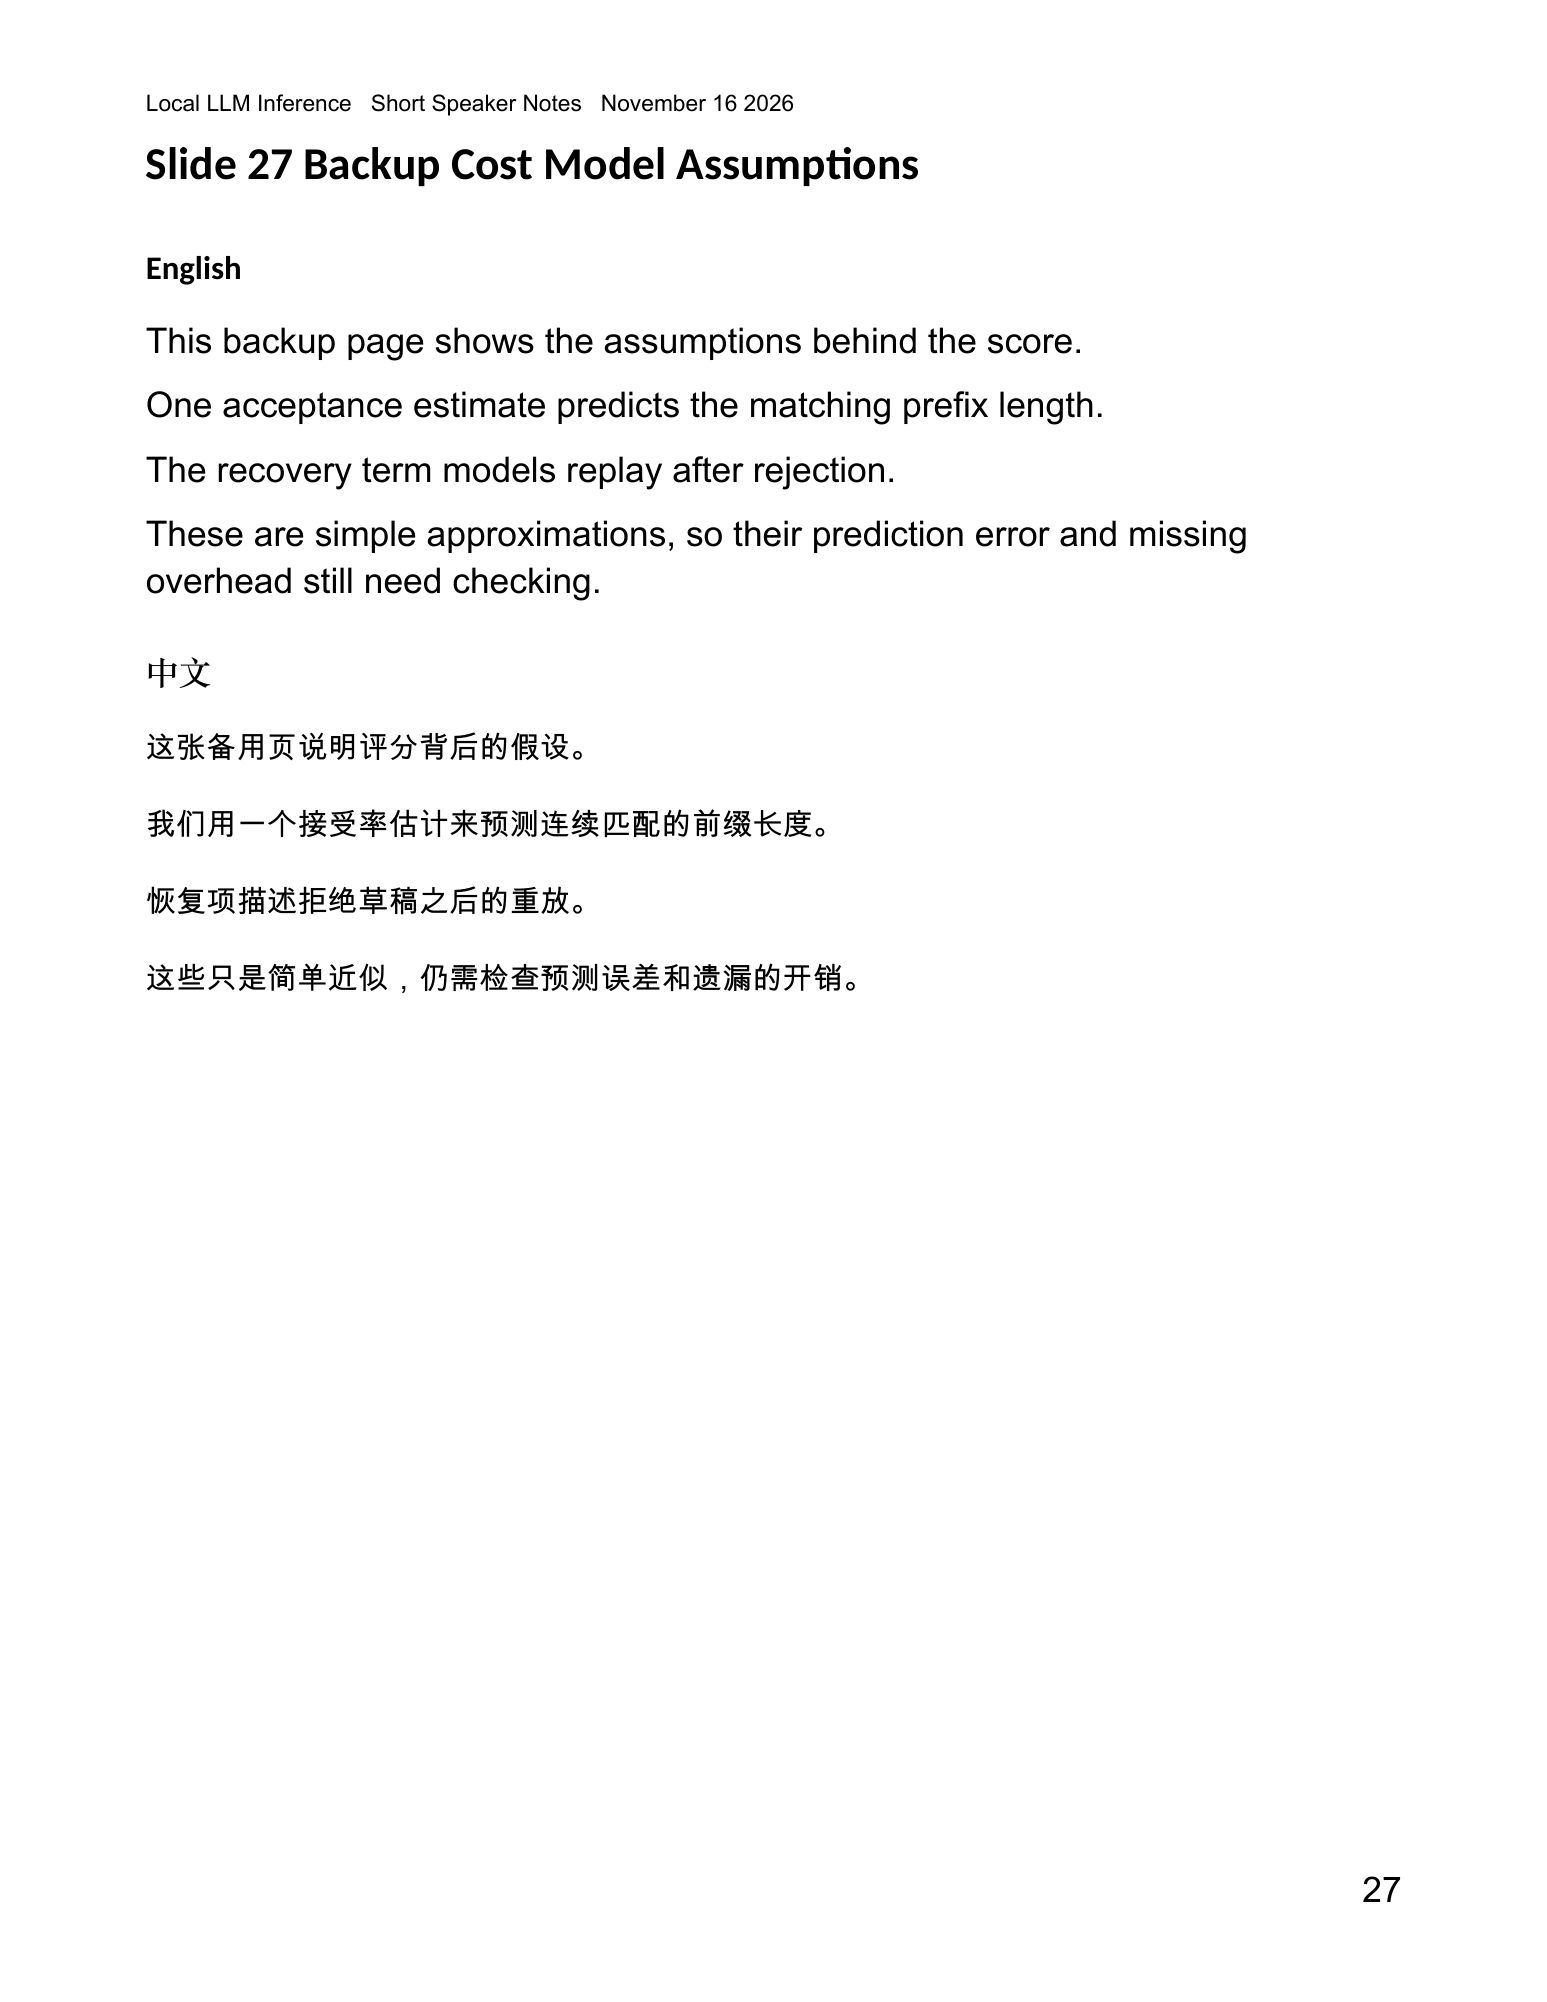 Local LLM Inference   Short Speaker Notes   November 16 2026
Slide 27 Backup Cost Model Assumptions
English
This backup page shows the assumptions behind the score.
One acceptance estimate predicts the matching prefix length.
The recovery term models replay after rejection.
These are simple approximations, so their prediction error and missing
overhead still need checking.
中文
这张备用页说明评分背后的假设。
我们用一个接受率估计来预测连续匹配的前缀长度。
恢复项描述拒绝草稿之后的重放。
这些只是简单近似，仍需检查预测误差和遗漏的开销。
27